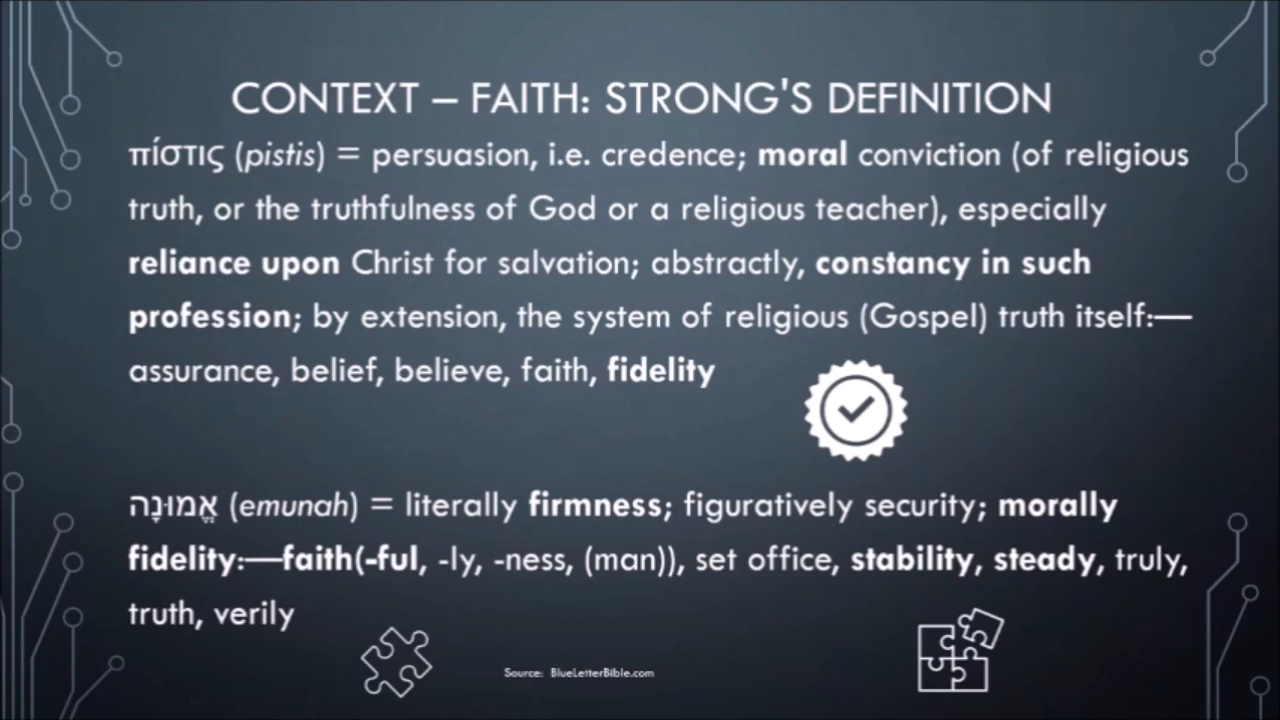 CONTEXT – FAITH: STRONG'S DEFINITION
πίστις (pistis) = persuasion, i.e. credence; moral conviction (of religious
truth, or the truthfulness of God or a religious teacher), especially
reliance upon Christ for salvation; abstractly, constancy in such
profession; by extension, the system of religious (Gospel) truth itself:—
assurance, belief, believe, faith, fidelity
אֱמוּנָה (emunah) = literally firmness; figuratively security; morally
fidelity:—faith(-ful, -ly, -ness, (man)), set office, stability, steady, truly,
truth, verily
Source: BlueLetterBible.com